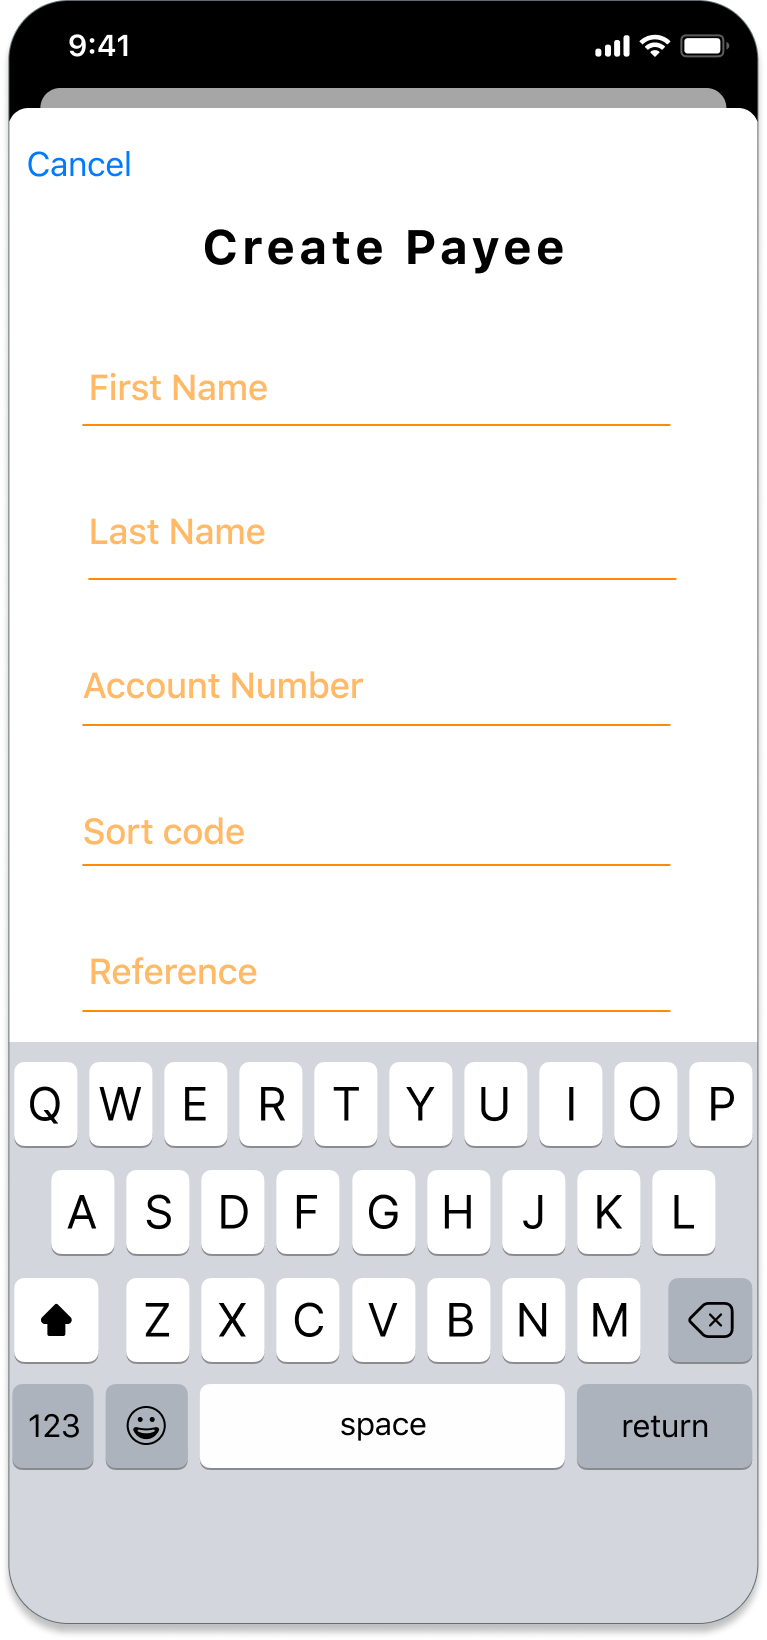 9:41
Cancel
Create Payee
First Name
Last Name
Account Number
Sort code
Reference
Q W E R T Y U I O P
A S D F G H J K L
Z X C V B N M
123 space return